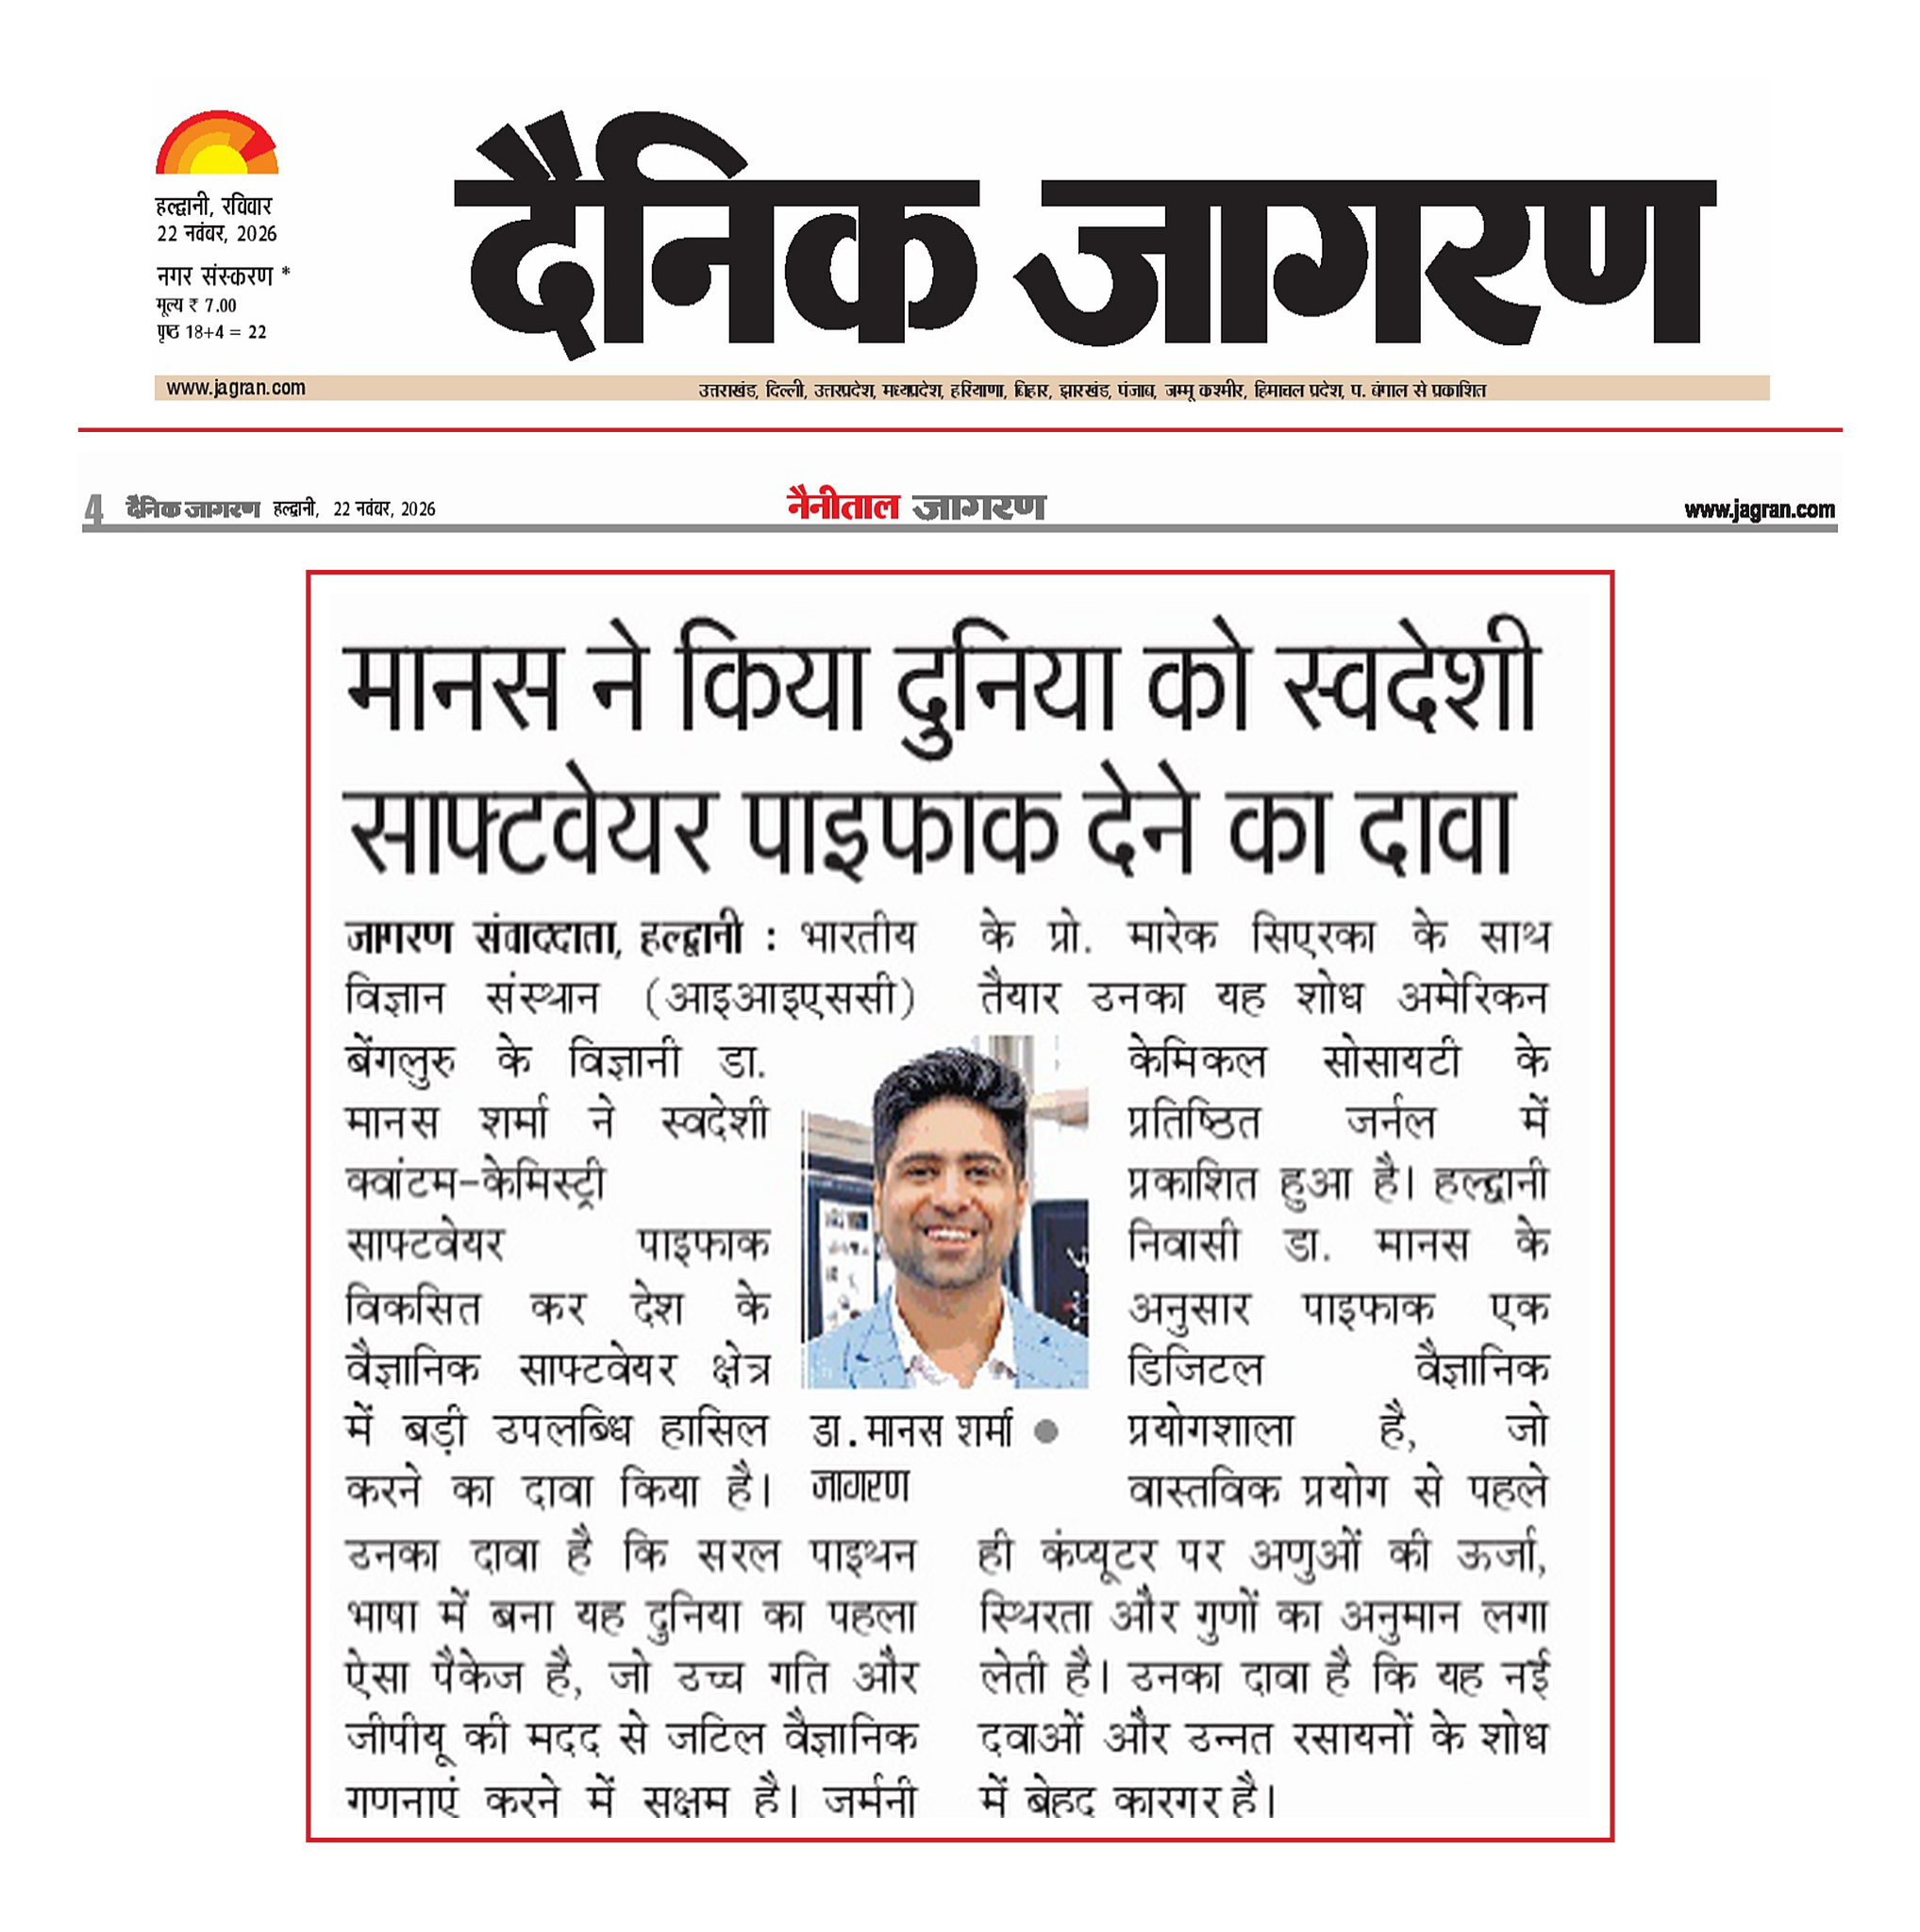 हल्द्वानी, रविवार
22 नवंबर, 2026
नगर संस्करण *
मूल्य ₹ 7.00
पृष्ठ 18+4 = 22
दैनिक जागरण
www.jagran.com
उत्तराखंड, दिल्ली, उत्तरप्रदेश, मध्यप्रदेश, हरियाणा, बिहार, झारखंड, पंजाब, जम्मू कश्मीर, हिमाचल प्रदेश, प. बंगाल से प्रकाशित
4 दैनिक जागरण हल्द्वानी, 22 नवंबर, 2026
नैनीताल जागरण
www.jagran.com
मानस ने किया दुनिया को स्वदेशी
साफ्टवेयर पाइफाक देने का दावा
जागरण संवाददाता, हल्द्वानी : भारतीय
विज्ञान संस्थान (आइआइएससी)
बेंगलुरु के विज्ञानी डा.
मानस शर्मा ने स्वदेशी
क्वांटम-केमिस्ट्री
साफ्टवेयर पाइफाक
विकसित कर देश के
वैज्ञानिक साफ्टवेयर क्षेत्र
में बड़ी उपलब्धि हासिल
करने का दावा किया है।
उनका दावा है कि सरल पाइथन
भाषा में बना यह दुनिया का पहला
ऐसा पैकेज है, जो उच्च गति और
जीपीयू की मदद से जटिल वैज्ञानिक
गणनाएं करने में सक्षम है। जर्मनी
डा. मानस शर्मा ●
जागरण
के प्रो. मारेक सिएरका के साथ
तैयार उनका यह शोध अमेरिकन
केमिकल सोसायटी के
प्रतिष्ठित जर्नल में
प्रकाशित हुआ है। हल्द्वानी
निवासी डा. मानस के
अनुसार पाइफाक एक
डिजिटल वैज्ञानिक
प्रयोगशाला है, जो
वास्तविक प्रयोग से पहले
ही कंप्यूटर पर अणुओं की ऊर्जा,
स्थिरता और गुणों का अनुमान लगा
लेती है। उनका दावा है कि यह नई
दवाओं और उन्नत रसायनों के शोध
में बेहद कारगर है।